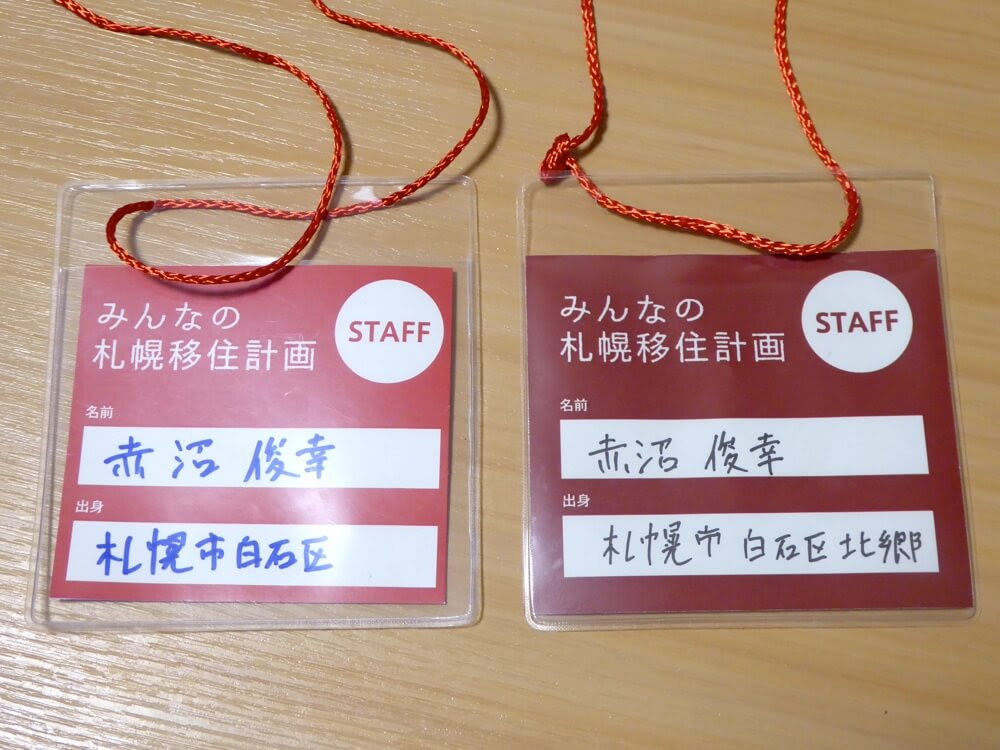 みんなの
札幌移住計画
STAFF
名前
赤沼 俊幸
出身
札幌市白石区
みんなの
札幌移住計画
STAFF
名前
赤沼 俊幸
出身
札幌市 白石区 北郷